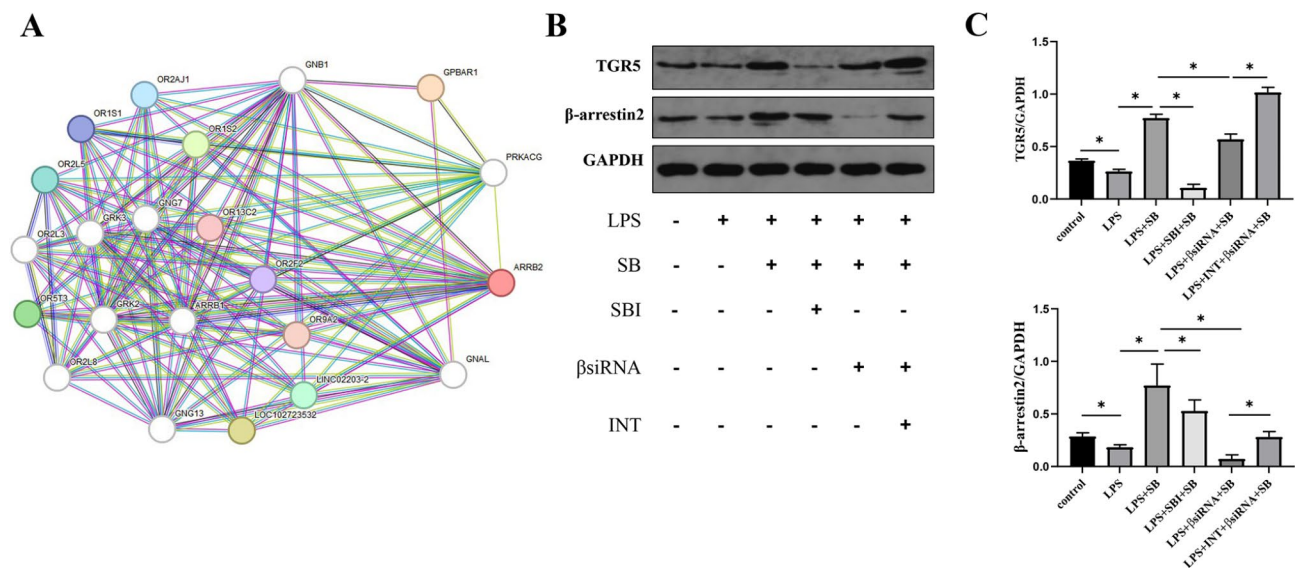 A
OR2AJ1
GNB1
GPBAR1
OR1S1
OR1S2
OR2L5
PRKACG
GNG7
GRK3
OR13C2
OR2L3
OR2F2
ARRB2
OR5T3
GRK2
ARRB1
OR9A2
OR2L8
GNAL
LINC02203-2
GNG13
LOC102723532
B
TGR5
β-arrestin2
GAPDH
LPS - + + + + +
SB - - + + + +
SBI - - - + - -
βsiRNA - - - - + +
INT - - - - - +
C
TGR5/GAPDH
1.5
1.0
0.5
0.0
* * * * *
control
LPS
LPS+SB
LPS+SBI+SB
LPS+βsiRNA+SB
LPS+INT+βsiRNA+SB
β-arrestin2/GAPDH
1.5
1.0
0.5
0.0
* * * * *
control
LPS
LPS+SB
LPS+SBI+SB
LPS+βsiRNA+SB
LPS+INT+βsiRNA+SB